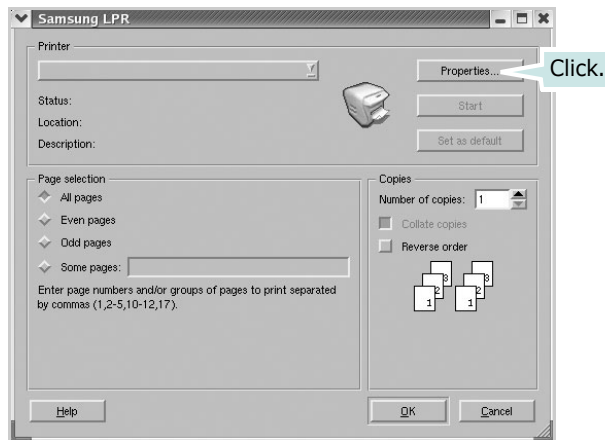 Samsung LPR
Printer
Properties...
Click.
Status:
Start
Location:
Set as default
Description:
Page selection
All pages
Even pages
Odd pages
Some pages:
Enter page numbers and/or groups of pages to print separated
by commas (1,2-5,10-12,17).
Copies
Number of copies: 1
Collate copies
Reverse order
3 3
2 2
1 1
Help
OK
Cancel